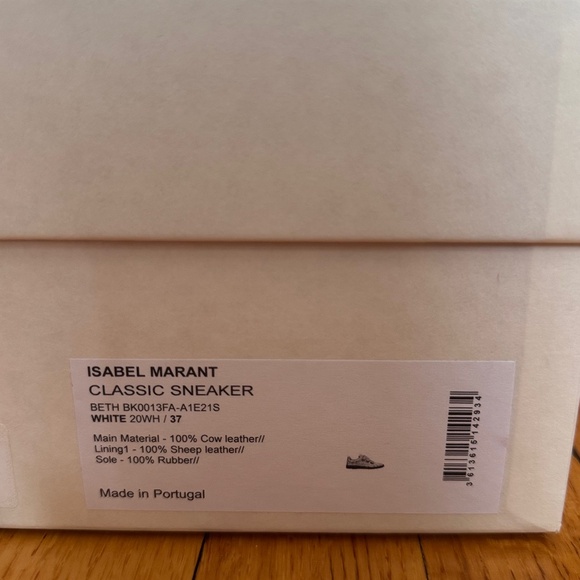 ISABEL MARANT
CLASSIC SNEAKER
BETH BK0013FA-A1E21S
WHITE 20WH / 37
Main Material - 100% Cow leather//
Lining1 - 100% Sheep leather//
Sole - 100% Rubber//
Made in Portugal
3613615142934